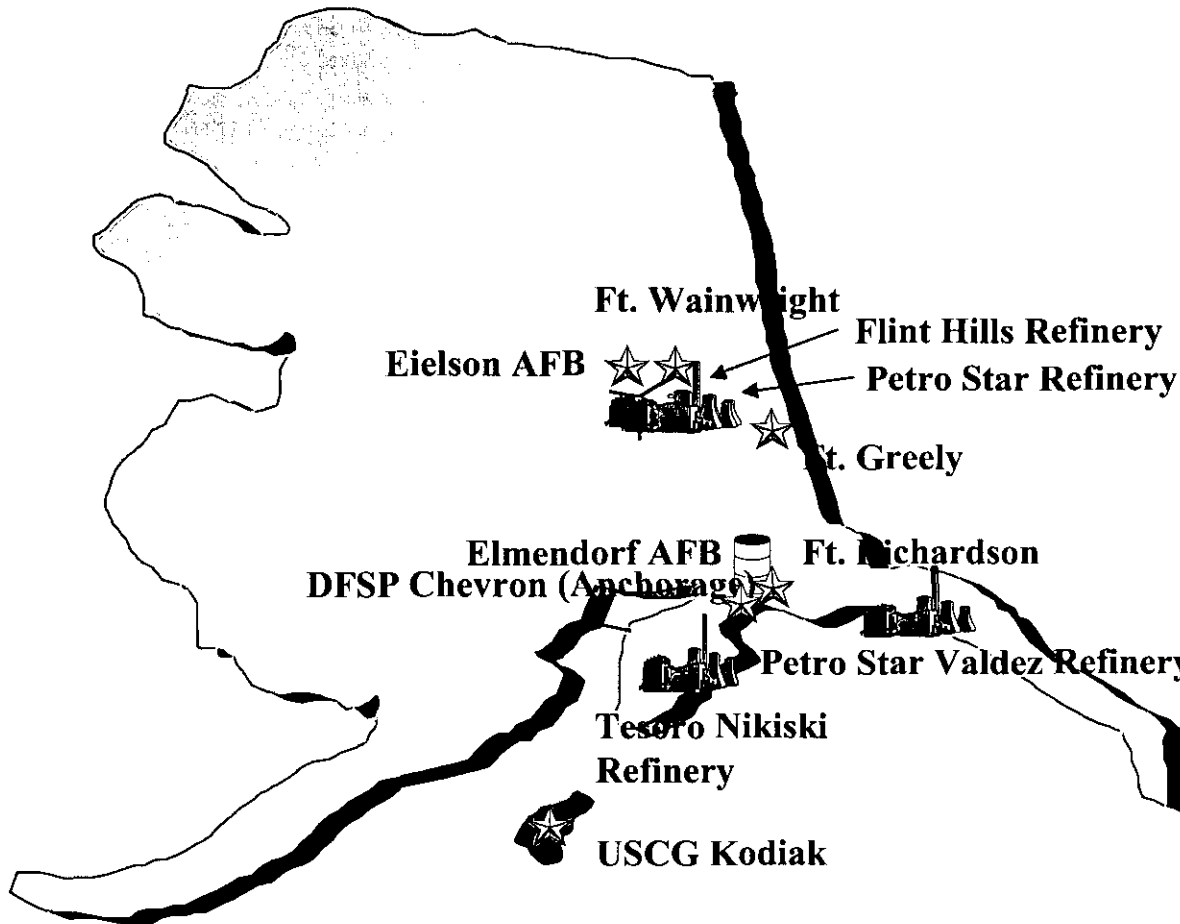 Ft. Wainwright
Flint Hills Refinery
Eielson AFB
Petro Star Refinery
Ft. Greely
Elmendorf AFB
Ft. Richardson
DFSP Chevron (Anchorage)
Petro Star Valdez Refinery
Tesoro Nikiski
Refinery
USCG Kodiak